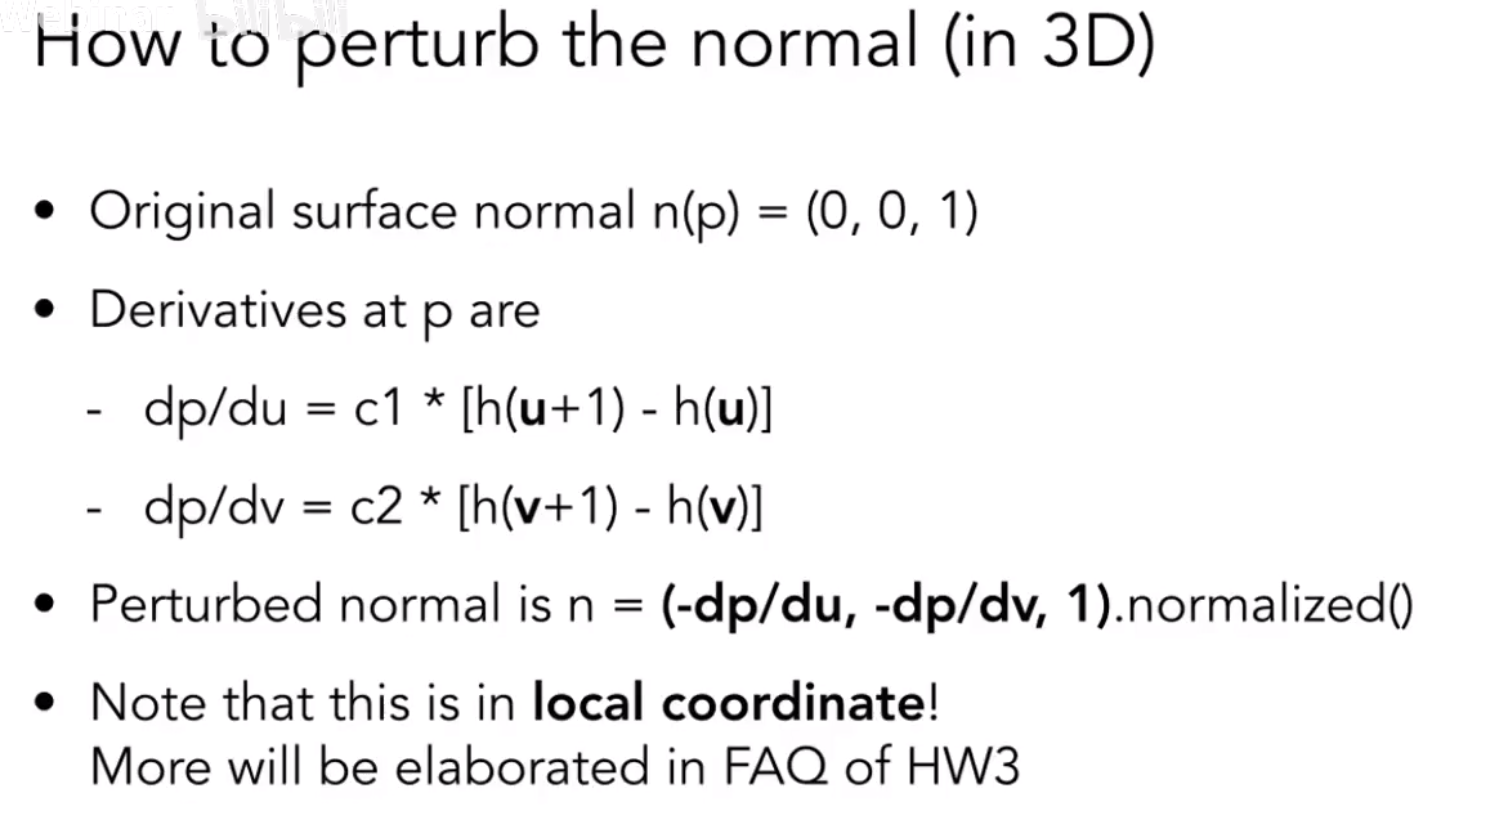 Webinar bilibili
How to perturb the normal (in 3D)
• Original surface normal n(p) = (0, 0, 1)
• Derivatives at p are
- dp/du = c1 * [h(u+1) - h(u)]
- dp/dv = c2 * [h(v+1) - h(v)]
• Perturbed normal is n = (-dp/du, -dp/dv, 1).normalized()
• Note that this is in local coordinate!
More will be elaborated in FAQ of HW3